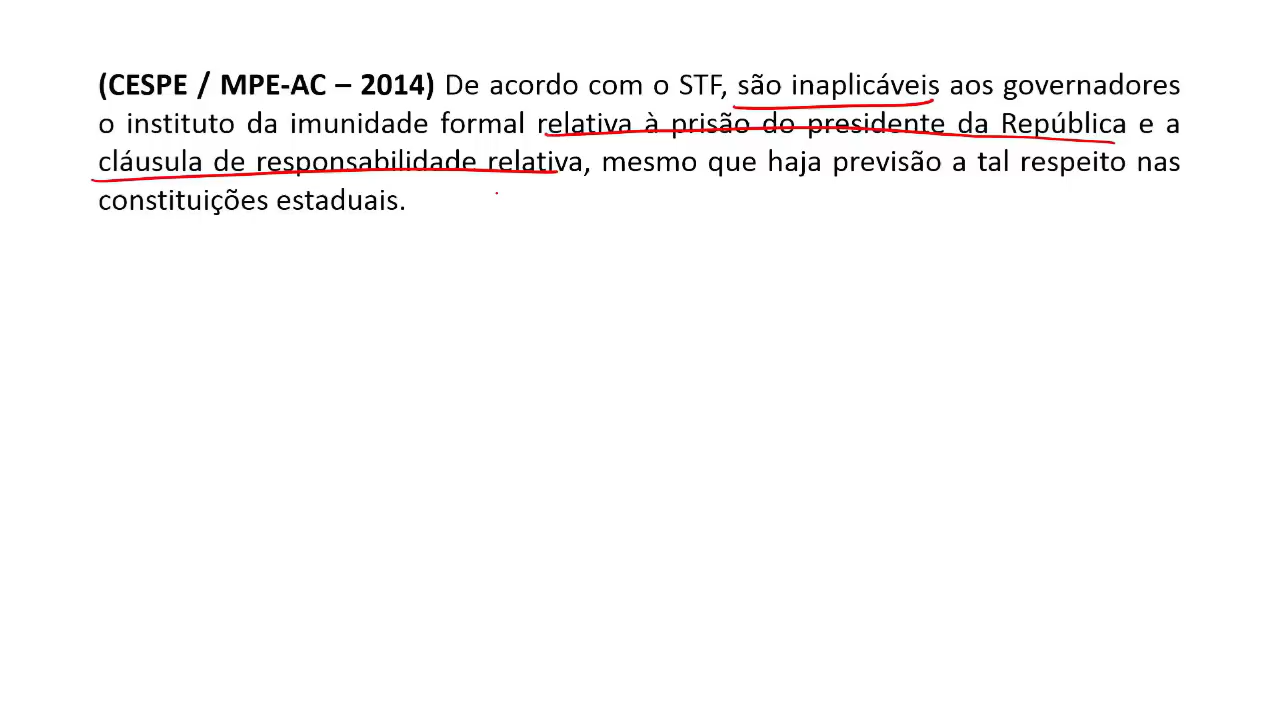 (CESPE / MPE-AC – 2014) De acordo com o STF, são inaplicáveis aos governadores
o instituto da imunidade formal relativa à prisão do presidente da República e a
cláusula de responsabilidade relativa, mesmo que haja previsão a tal respeito nas
constituições estaduais.